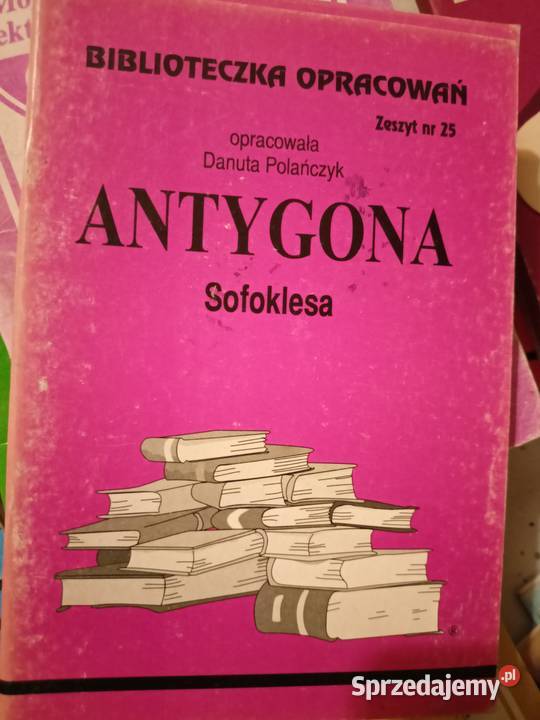 BIBLIOTECZKA OPRACOWAŃ
Zeszyt nr 25
opracowała
Danuta Polańczyk
ANTYGONA
Sofoklesa
®
Sprzedajemy.pl